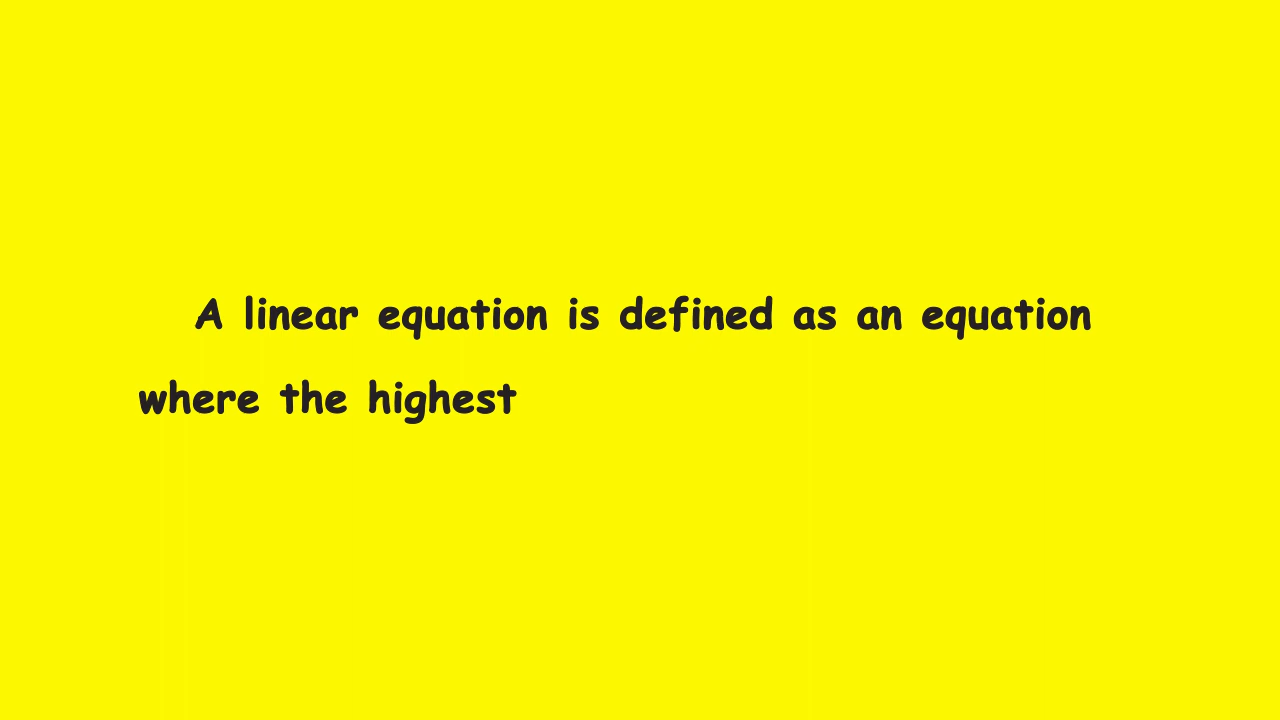 A linear equation is defined as an equation
where the highest